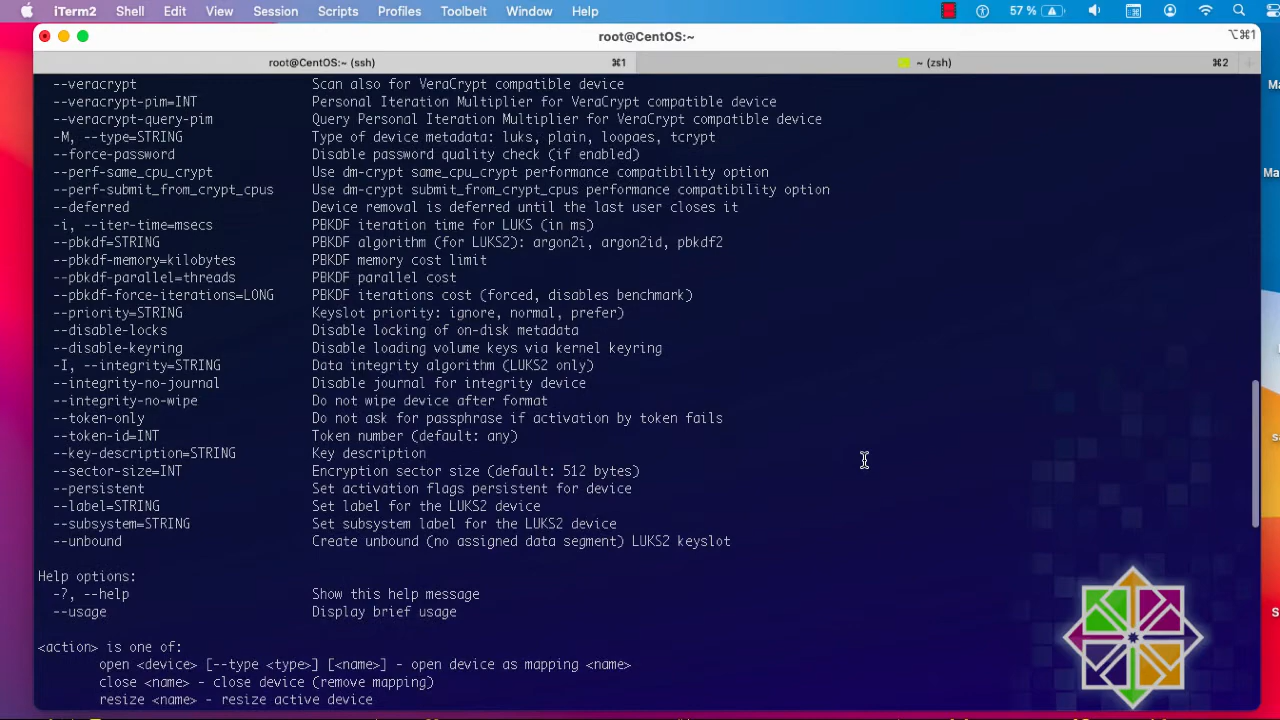 iTerm2 Shell Edit View Session Scripts Profiles Toolbelt Window Help 57 %
root@CentOS:~ ⌥⌘1
root@CentOS:~ (ssh) ⌘1 ~ (zsh) ⌘2
--veracrypt Scan also for VeraCrypt compatible device
--veracrypt-pim=INT Personal Iteration Multiplier for VeraCrypt compatible device
--veracrypt-query-pim Query Personal Iteration Multiplier for VeraCrypt compatible device
-M, --type=STRING Type of device metadata: luks, plain, loopaes, tcrypt
--force-password Disable password quality check (if enabled)
--perf-same_cpu_crypt Use dm-crypt same_cpu_crypt performance compatibility option
--perf-submit_from_crypt_cpus Use dm-crypt submit_from_crypt_cpus performance compatibility option
--deferred Device removal is deferred until the last user closes it
-i, --iter-time=msecs PBKDF iteration time for LUKS (in ms)
--pbkdf=STRING PBKDF algorithm (for LUKS2): argon2i, argon2id, pbkdf2
--pbkdf-memory=kilobytes PBKDF memory cost limit
--pbkdf-parallel=threads PBKDF parallel cost
--pbkdf-force-iterations=LONG PBKDF iterations cost (forced, disables benchmark)
--priority=STRING Keyslot priority: ignore, normal, prefer)
--disable-locks Disable locking of on-disk metadata
--disable-keyring Disable loading volume keys via kernel keyring
-I, --integrity=STRING Data integrity algorithm (LUKS2 only)
--integrity-no-journal Disable journal for integrity device
--integrity-no-wipe Do not wipe device after format
--token-only Do not ask for passphrase if activation by token fails
--token-id=INT Token number (default: any)
--key-description=STRING Key description
--sector-size=INT Encryption sector size (default: 512 bytes)
--persistent Set activation flags persistent for device
--label=STRING Set label for the LUKS2 device
--subsystem=STRING Set subsystem label for the LUKS2 device
--unbound Create unbound (no assigned data segment) LUKS2 keyslot
Help options:
-?, --help Show this help message
--usage Display brief usage
<action> is one of:
open <device> [--type <type>] [<name>] - open device as mapping <name>
close <name> - close device (remove mapping)
resize <name> - resize active device